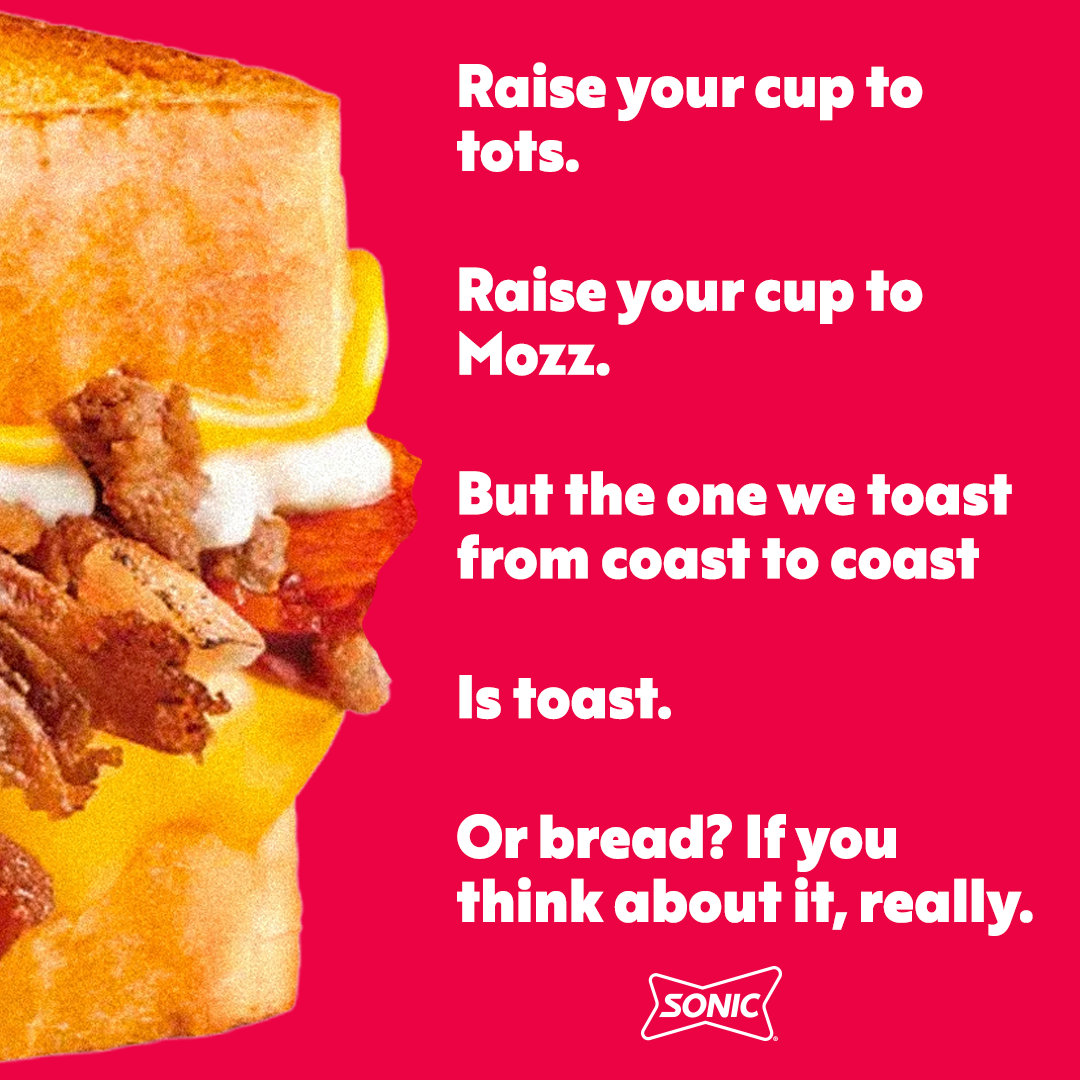 Raise your cup to
tots.
Raise your cup to
Mozz.
But the one we toast
from coast to coast
Is toast.
Or bread? If you
think about it, really.
SONIC